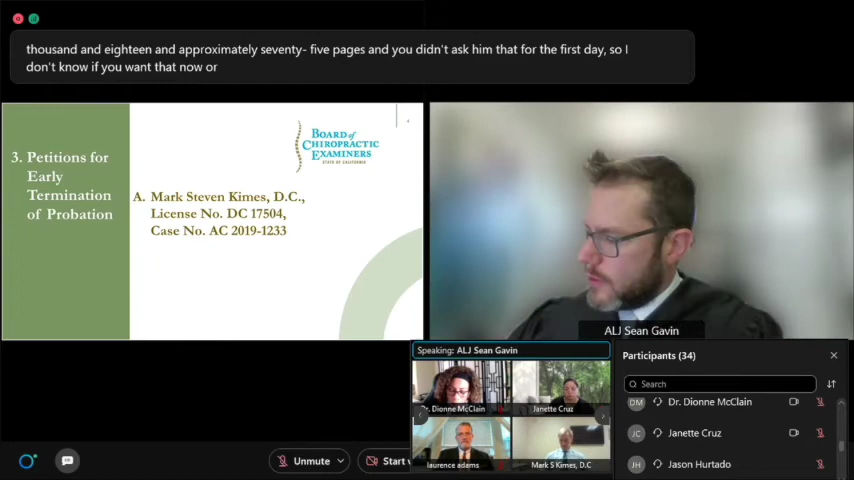 thousand and eighteen and approximately seventy- five pages and you didn't ask him that for the first day, so I
don't know if you want that now or
3. Petitions for
Early
Termination
of Probation
BOARD of
CHIROPRACTIC
EXAMINERS
STATE OF CALIFORNIA
A. Mark Steven Kimes, D.C.,
License No. DC 17504,
Case No. AC 2019-1233
ALJ Sean Gavin
Speaking: ALJ Sean Gavin
Dr. Dionne McClain
Janette Cruz
laurence adams
Mark S Kimes, D.C
Participants (34)
Search
DM Dr. Dionne McClain
JC Janette Cruz
JH Jason Hurtado
Unmute
Start v